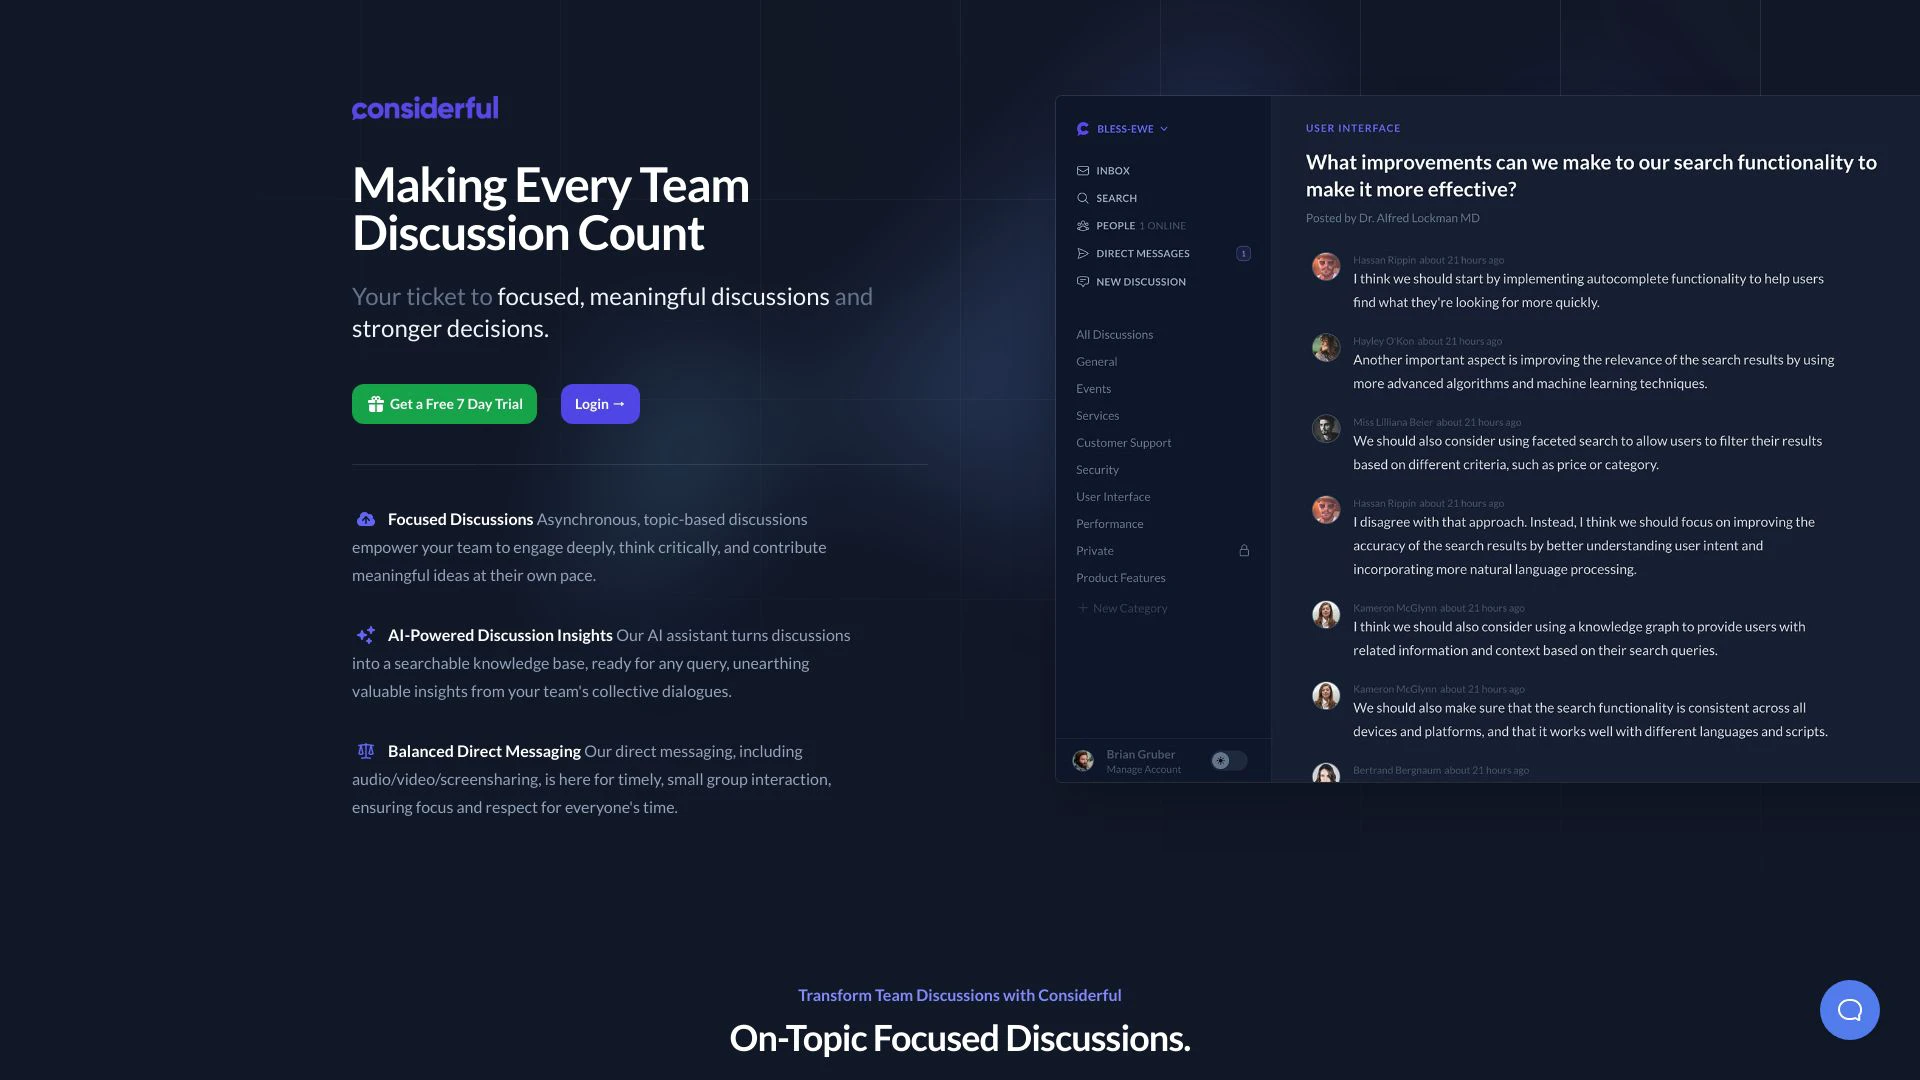 considerful
Making Every Team
Discussion Count
Your ticket to focused, meaningful discussions and
stronger decisions.
Get a Free 7 Day Trial
Login →
Focused Discussions Asynchronous, topic-based discussions
empower your team to engage deeply, think critically, and contribute
meaningful ideas at their own pace.
AI-Powered Discussion Insights Our AI assistant turns discussions
into a searchable knowledge base, ready for any query, unearthing
valuable insights from your team's collective dialogues.
Balanced Direct Messaging Our direct messaging, including
audio/video/screensharing, is here for timely, small group interaction,
ensuring focus and respect for everyone's time.
BLESS-EWE
INBOX
SEARCH
PEOPLE 1 ONLINE
DIRECT MESSAGES 1
NEW DISCUSSION
All Discussions
General
Events
Services
Customer Support
Security
User Interface
Performance
Private
Product Features
+ New Category
Brian Gruber
Manage Account
USER INTERFACE
What improvements can we make to our search functionality to
make it more effective?
Posted by Dr. Alfred Lockman MD
Hassan Rippin about 21 hours ago
I think we should start by implementing autocomplete functionality to help users
find what they're looking for more quickly.
Hayley O'Kon about 21 hours ago
Another important aspect is improving the relevance of the search results by using
more advanced algorithms and machine learning techniques.
Miss Lilliana Beier about 21 hours ago
We should also consider using faceted search to allow users to filter their results
based on different criteria, such as price or category.
Hassan Rippin about 21 hours ago
I disagree with that approach. Instead, I think we should focus on improving the
accuracy of the search results by better understanding user intent and
incorporating more natural language processing.
Kameron McGlynn about 21 hours ago
I think we should also consider using a knowledge graph to provide users with
related information and context based on their search queries.
Kameron McGlynn about 21 hours ago
We should also make sure that the search functionality is consistent across all
devices and platforms, and that it works well with different languages and scripts.
Bertrand Bergnaum about 21 hours ago
Transform Team Discussions with Considerful
On-Topic Focused Discussions.